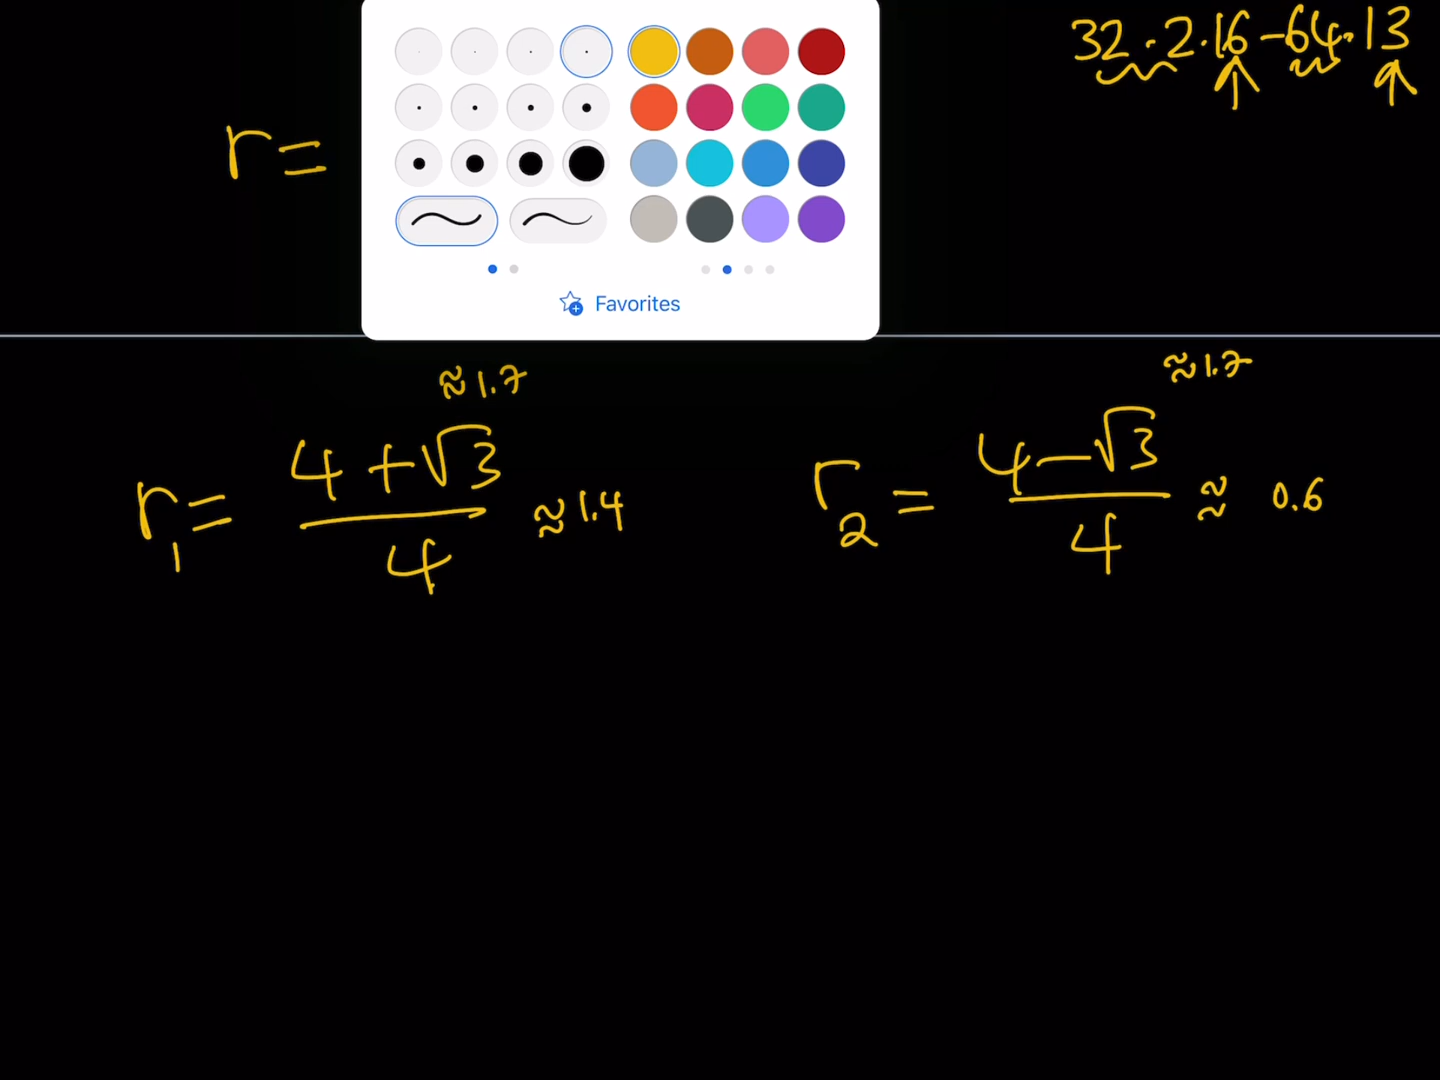 32·2·16-64·13
r=
Favorites
≈1.7
r₁ = (4+√3)/4 ≈1.4
≈1.7
r₂ = (4-√3)/4 ≈ 0.6